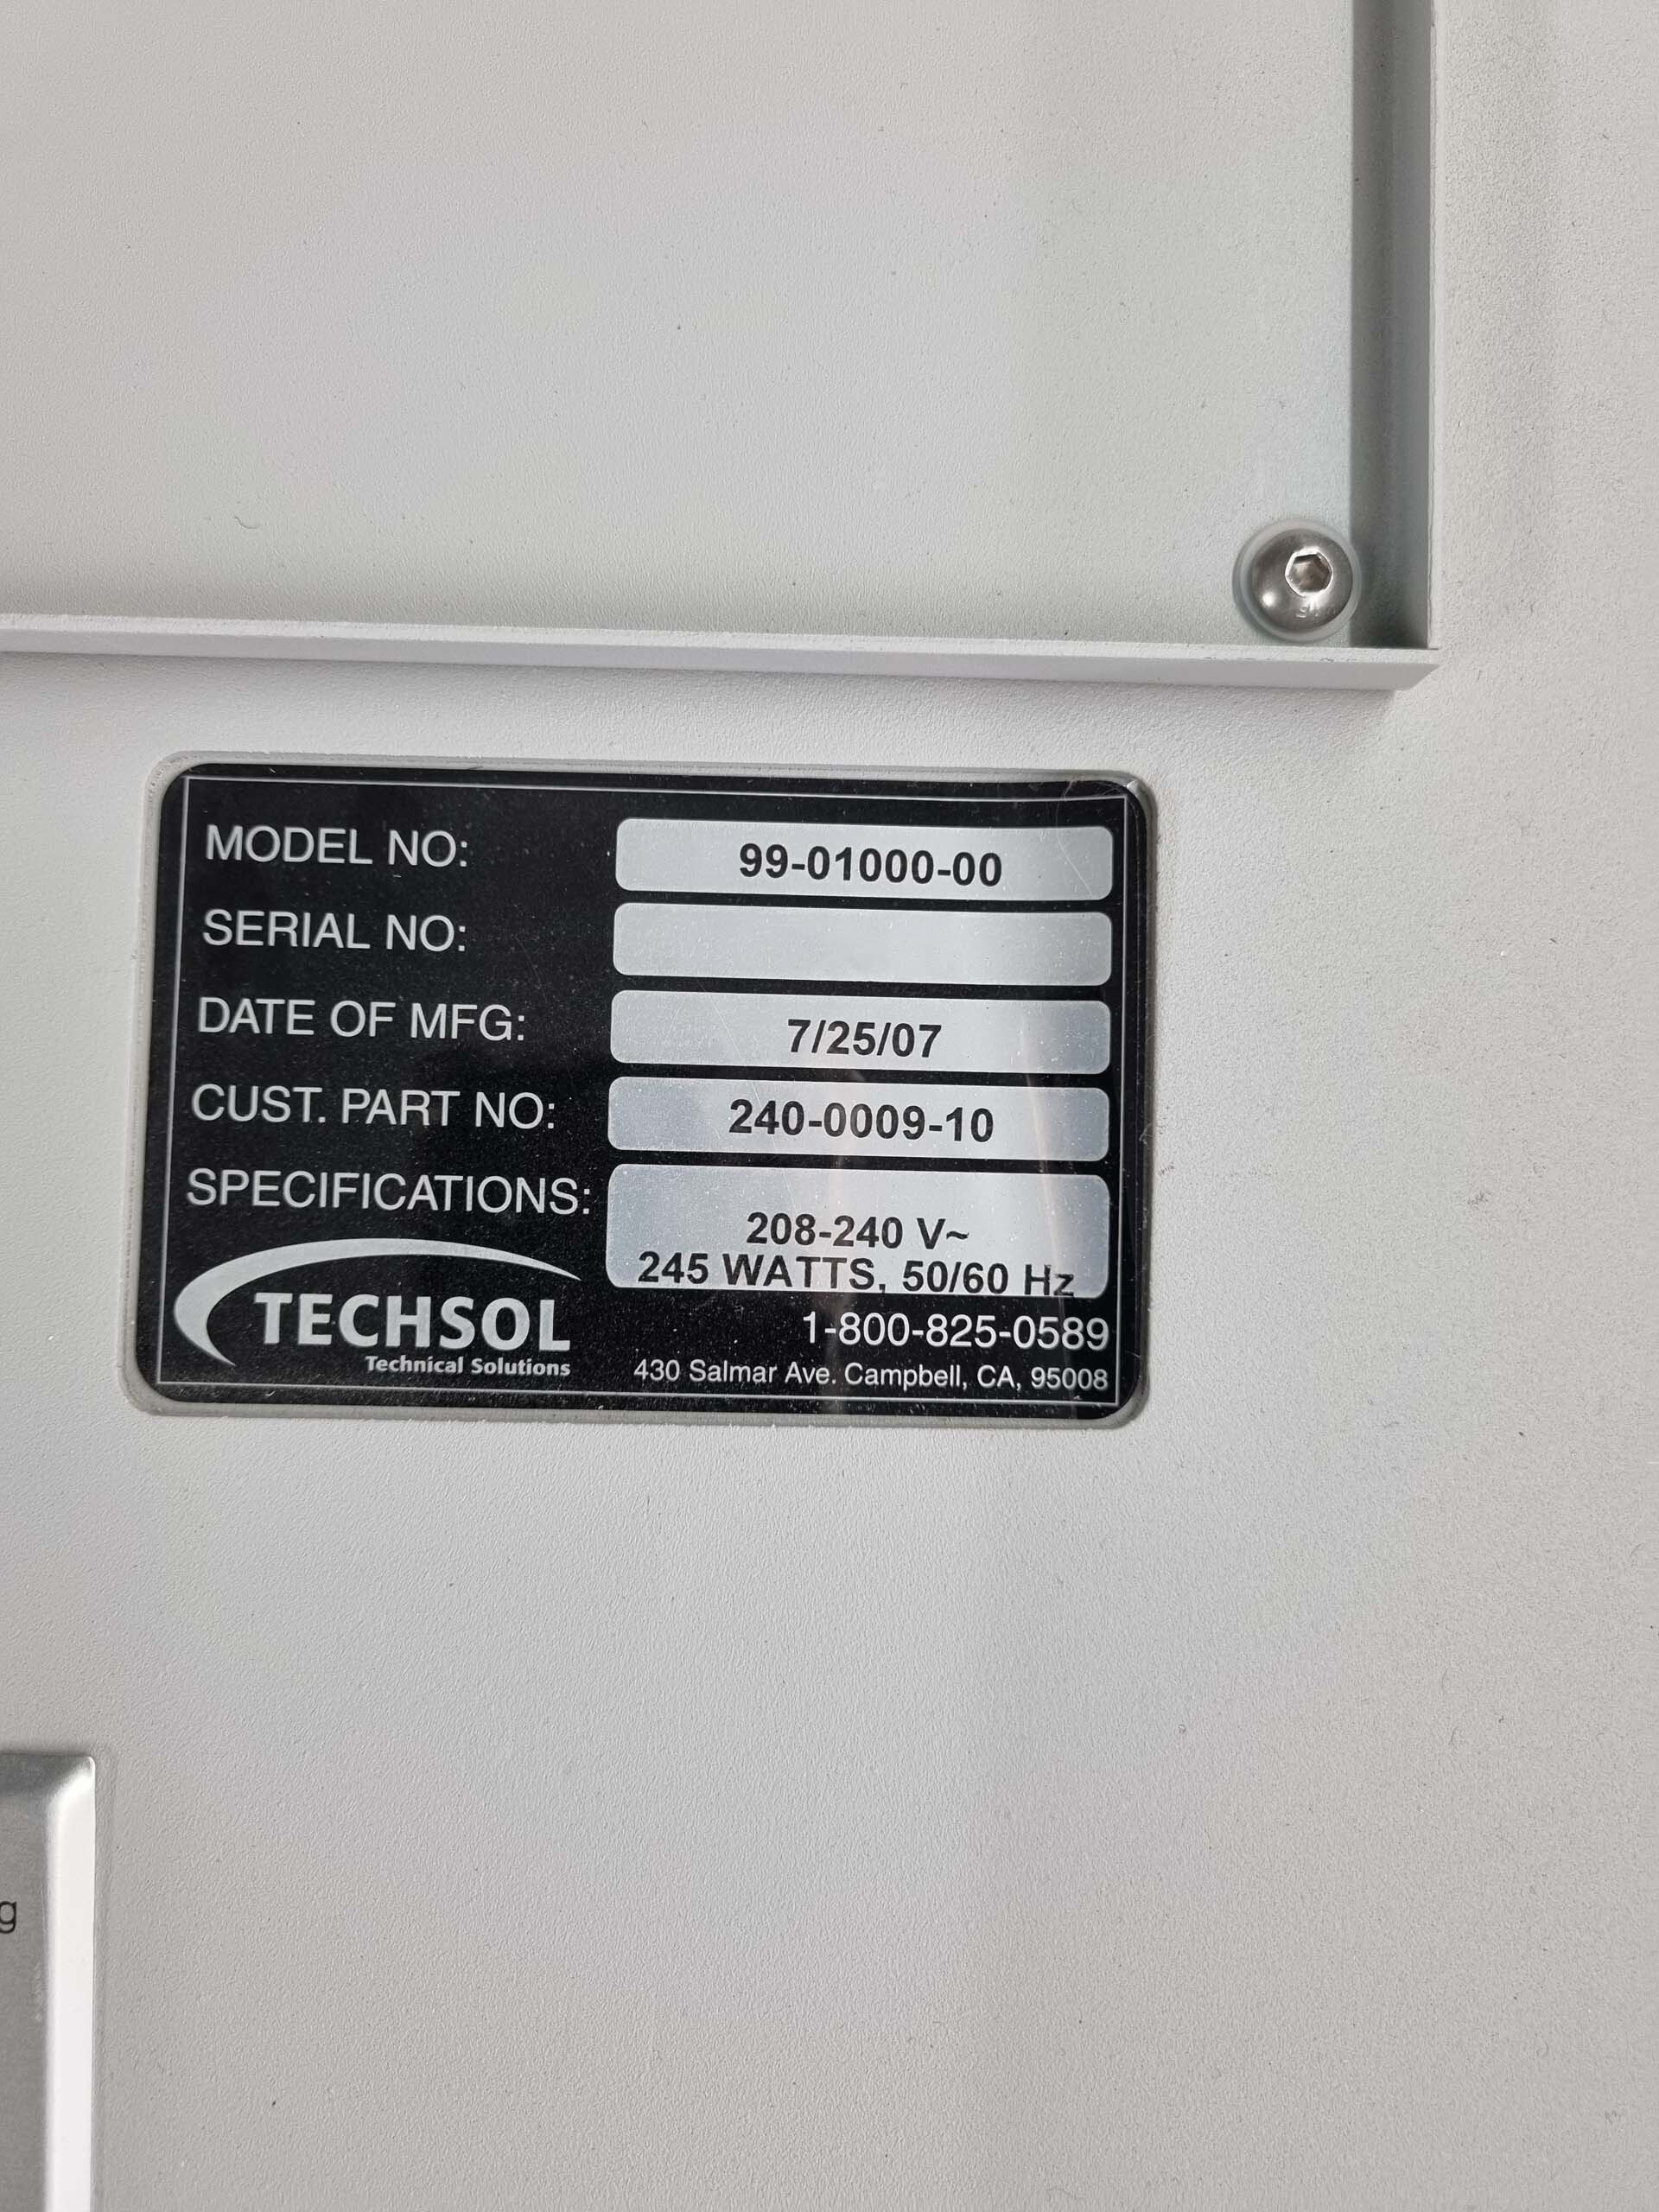 MODEL NO: 99-01000-00
SERIAL NO:
DATE OF MFG: 7/25/07
CUST. PART NO: 240-0009-10
SPECIFICATIONS: 208-240 V~
245 WATTS, 50/60 Hz
TECHSOL
Technical Solutions
1-800-825-0589
430 Salmar Ave. Campbell, CA, 95008
g